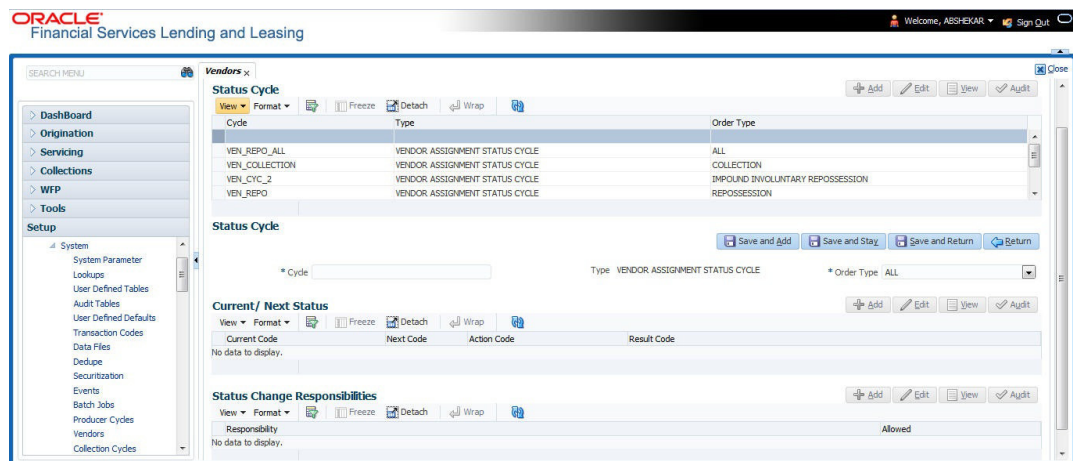 ORACLE
Welcome, ABSHEKAR Sign Out
Financial Services Lending and Leasing
SEARCH MENU
Vendors x
Close
DashBoard
Origination
Servicing
Collections
WFP
Tools
Setup
System
System Parameter
Lookups
User Defined Tables
Audit Tables
User Defined Defaults
Transaction Codes
Data Files
Dedupe
Securitization
Events
Batch Jobs
Producer Cycles
Vendors
Collection Cycles
Status Cycle
Add Edit View Audit
View Format Freeze Detach Wrap
Cycle Type Order Type
VEN_REPO_ALL VENDOR ASSIGNMENT STATUS CYCLE ALL
VEN_COLLECTION VENDOR ASSIGNMENT STATUS CYCLE COLLECTION
VEN_CYC_2 VENDOR ASSIGNMENT STATUS CYCLE IMPOUND INVOLUNTARY REPOSSESSION
VEN_REPO VENDOR ASSIGNMENT STATUS CYCLE REPOSSESSION
Status Cycle
Save and Add Save and Stay Save and Return Return
* Cycle Type VENDOR ASSIGNMENT STATUS CYCLE * Order Type ALL
Current/ Next Status
Add Edit View Audit
View Format Freeze Detach Wrap
Current Code Next Code Action Code Result Code
No data to display.
Status Change Responsibilities
Add Edit View Audit
View Format Freeze Detach Wrap
Responsibility Allowed
No data to display.